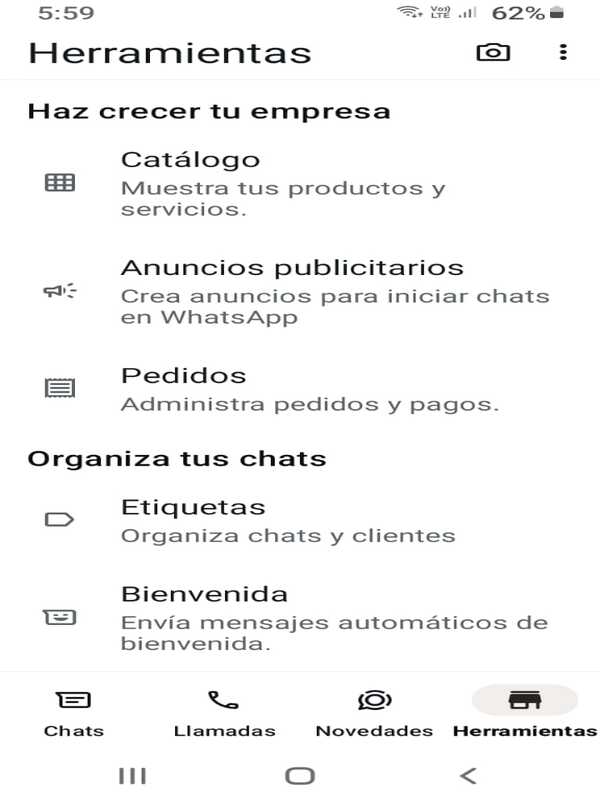 5:59
Vo)) LTE 62%
Herramientas
Haz crecer tu empresa
Catálogo
Muestra tus productos y
servicios.
Anuncios publicitarios
Crea anuncios para iniciar chats
en WhatsApp
Pedidos
Administra pedidos y pagos.
Organiza tus chats
Etiquetas
Organiza chats y clientes
Bienvenida
Envía mensajes automáticos de
bienvenida.
Chats
Llamadas
Novedades
Herramientas